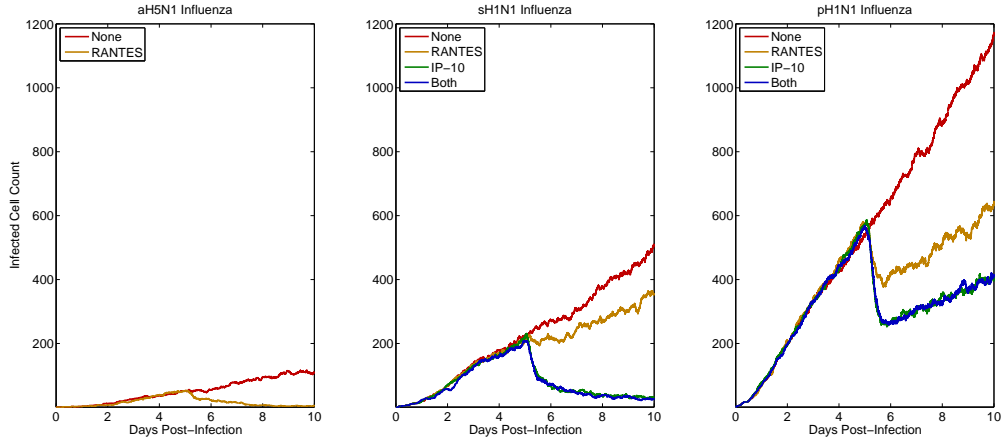 aH5N1 Influenza
None
RANTES
1200
1000
800
600
400
200
0
2
4
6
8
10
Infected Cell Count
Days Post−Infection
sH1N1 Influenza
None
RANTES
IP−10
Both
1200
1000
800
600
400
200
0
2
4
6
8
10
Days Post−Infection
pH1N1 Influenza
None
RANTES
IP−10
Both
1200
1000
800
600
400
200
0
2
4
6
8
10
Days Post−Infection